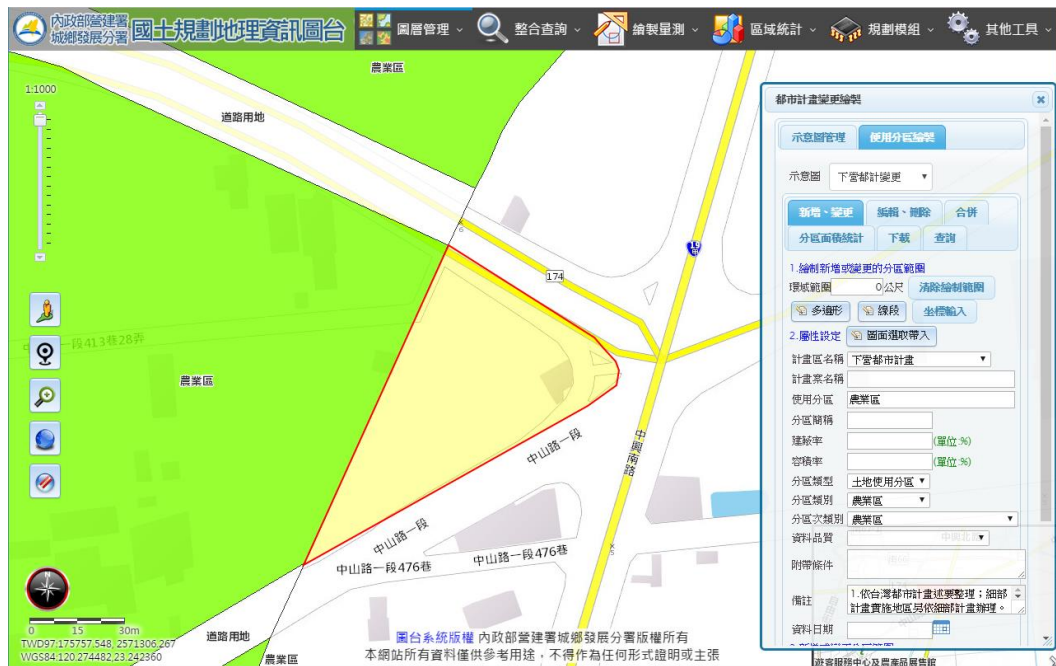 內政部營建署
城鄉發展分署
國土規劃地理資訊圖台
圖層管理
整合查詢
繪製量測
區域統計
規劃模組
其他工具
農業區
1:1000
道路用地
都市計畫變更繪製
示意圖管理
使用分區繪製
示意圖 下營都計變更
新增、變更
編輯、刪除
合併
分區面積統計
下載
查詢
1.繪制新增或變更的分區範圍
環域範圍 0 公尺 清除繪制範圍
多邊形
線段
坐標輸入
2.屬性設定 圖面選取帶入
計畫區名稱 下營都市計畫
計畫案名稱
使用分區 農業區
分區簡稱
建蔽率 (單位:%)
容積率 (單位:%)
分區類型 土地使用分區
分區類別 農業區
分區次類別 農業區
資料品質
附帶條件
備註 1.依台灣都市計畫述要整理；細部
計畫實施地區另依細部計畫辦理。
資料日期
19
174
一段413巷28弄
農業區
中山路一段
中興南路
中山路一段
中山路一段476巷
中山路一段476巷
N
0 15 30m
TWD97:175757.548, 2571306.267
WGS84:120.274482,23.242360
道路用地
農業區
圖台系統版權 內政部營建署城鄉發展分署版權所有
本網站所有資料僅供參考用途，不得作為任何形式證明或主張
遊客服務中心及農產品展售館